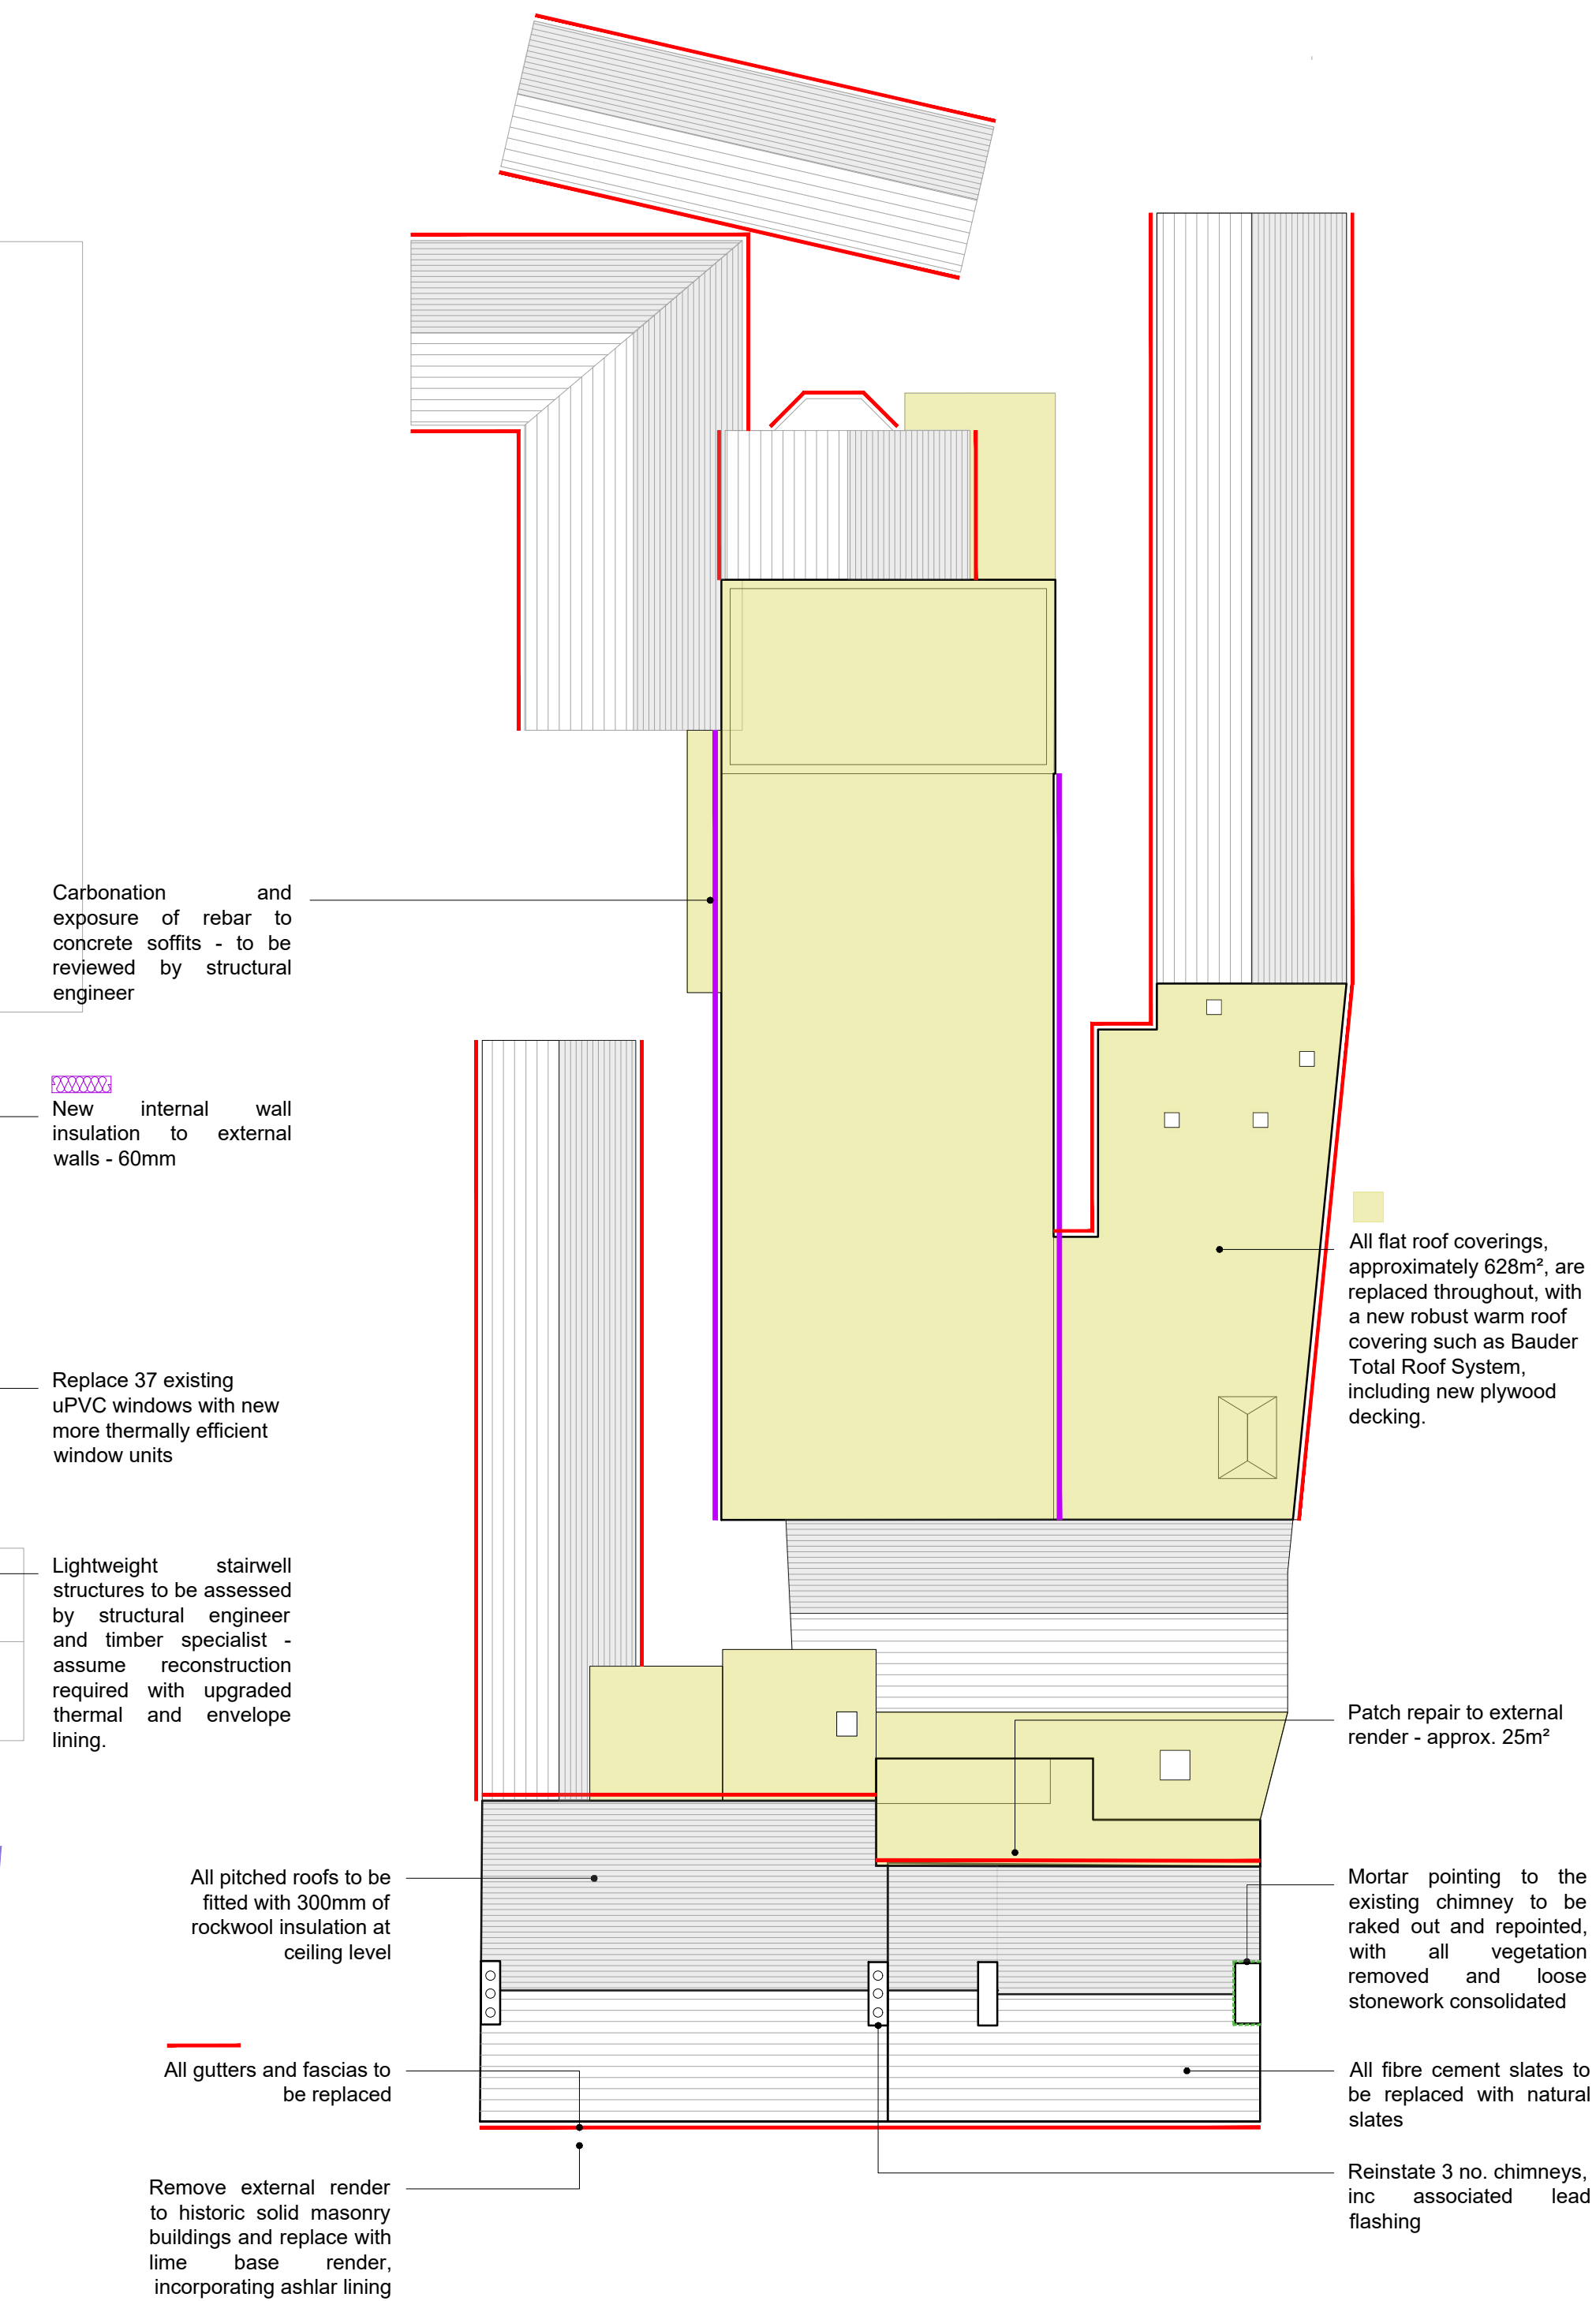 Carbonation and
exposure of rebar to
concrete soffits - to be
reviewed by structural
engineer
New internal wall
insulation to external
walls - 60mm
Replace 37 existing
uPVC windows with new
more thermally efficient
window units
Lightweight stairwell
structures to be assessed
by structural engineer
and timber specialist -
assume reconstruction
required with upgraded
thermal and envelope
lining.
All pitched roofs to be
fitted with 300mm of
rockwool insulation at
ceiling level
All gutters and fascias to
be replaced
Remove external render
to historic solid masonry
buildings and replace with
lime base render,
incorporating ashlar lining
All flat roof coverings,
approximately 628m², are
replaced throughout, with
a new robust warm roof
covering such as Bauder
Total Roof System,
including new plywood
decking.
Patch repair to external
render - approx. 25m²
Mortar pointing to the
existing chimney to be
raked out and repointed,
with all vegetation
removed and loose
stonework consolidated
All fibre cement slates to
be replaced with natural
slates
Reinstate 3 no. chimneys,
inc associated lead
flashing